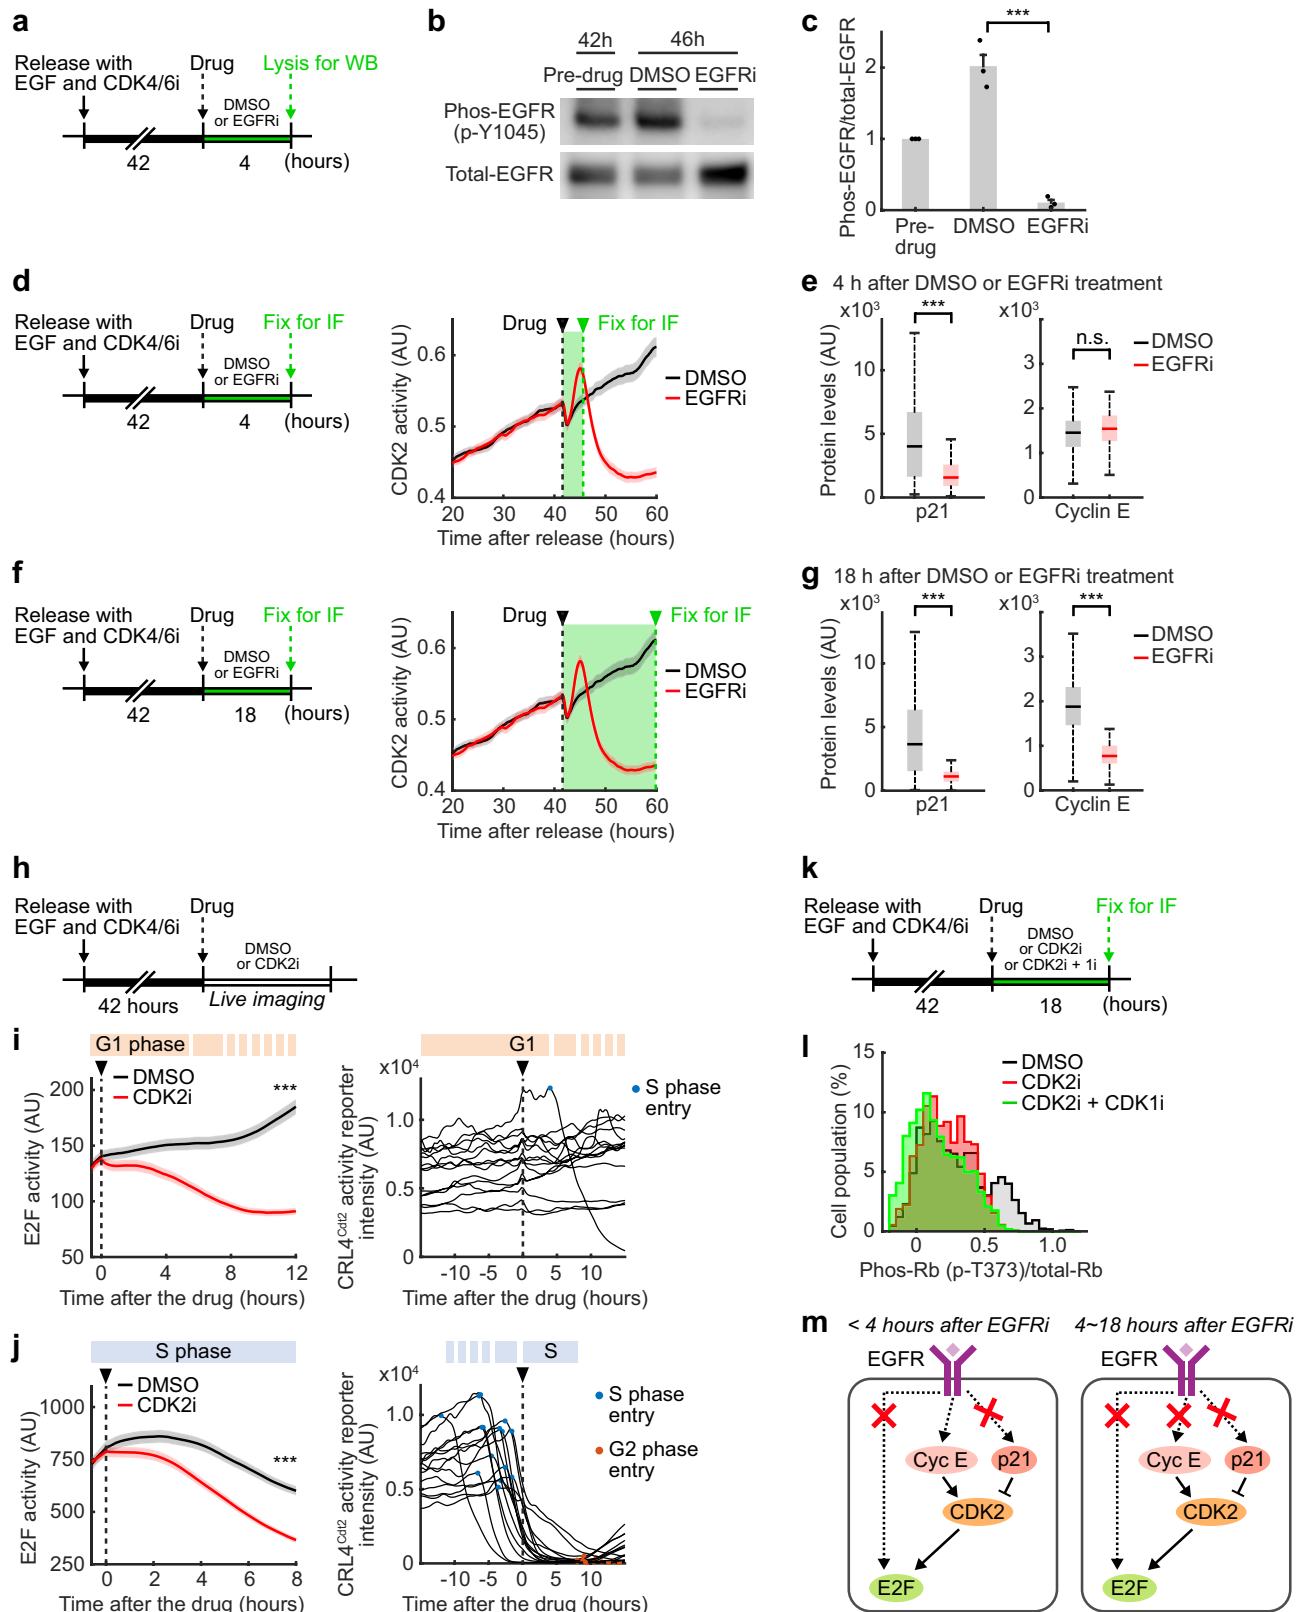 a
Release with
EGF and CDK4/6i
Drug
Lysis for WB
DMSO
or EGFRi
42
4
(hours)
b
42h
46h
Pre-drug
DMSO
EGFRi
Phos-EGFR
(p-Y1045)
Total-EGFR
c
***
Phos-EGFR/total-EGFR
2
1
0
Pre-
drug
DMSO
EGFRi
d
Release with
EGF and CDK4/6i
Drug
Fix for IF
DMSO
or EGFRi
42
4
(hours)
Drug
Fix for IF
CDK2 activity (AU)
0.6
0.5
0.4
DMSO
EGFRi
20
30
40
50
60
Time after release (hours)
e
4 h after DMSO or EGFRi treatment
x10³
***
Protein levels (AU)
10
5
0
p21
x10³
n.s.
3
2
1
0
Cyclin E
DMSO
EGFRi
f
Release with
EGF and CDK4/6i
Drug
Fix for IF
DMSO
or EGFRi
42
18
(hours)
Drug
Fix for IF
CDK2 activity (AU)
0.6
0.5
0.4
DMSO
EGFRi
20
30
40
50
60
Time after release (hours)
g
18 h after DMSO or EGFRi treatment
x10³
***
Protein levels (AU)
10
5
0
p21
x10³
***
3
2
1
0
Cyclin E
DMSO
EGFRi
h
Release with
EGF and CDK4/6i
Drug
DMSO
or CDK2i
42 hours
Live imaging
i
G1 phase
E2F activity (AU)
200
150
100
50
DMSO
CDK2i
***
0
4
8
12
Time after the drug (hours)
G1
x10⁴
CRL4Cdt2 activity reporter
intensity (AU)
1.0
0.5
0
S phase
entry
-10
-5
0
5
10
Time after the drug (hours)
j
S phase
E2F activity (AU)
1000
750
500
250
DMSO
CDK2i
***
0
2
4
6
8
Time after the drug (hours)
S
x10⁴
CRL4Cdt2 activity reporter
intensity (AU)
1.0
0.5
0
S phase
entry
G2 phase
entry
-10
-5
0
5
10
Time after the drug (hours)
k
Release with
EGF and CDK4/6i
Drug
Fix for IF
DMSO
or CDK2i
or CDK2i + 1i
42
18
(hours)
l
Cell population (%)
15
10
5
0
DMSO
CDK2i
CDK2i + CDK1i
0
0.5
1.0
Phos-Rb (p-T373)/total-Rb
m
< 4 hours after EGFRi
EGFR
Cyc E
p21
CDK2
E2F
4~18 hours after EGFRi
EGFR
Cyc E
p21
CDK2
E2F